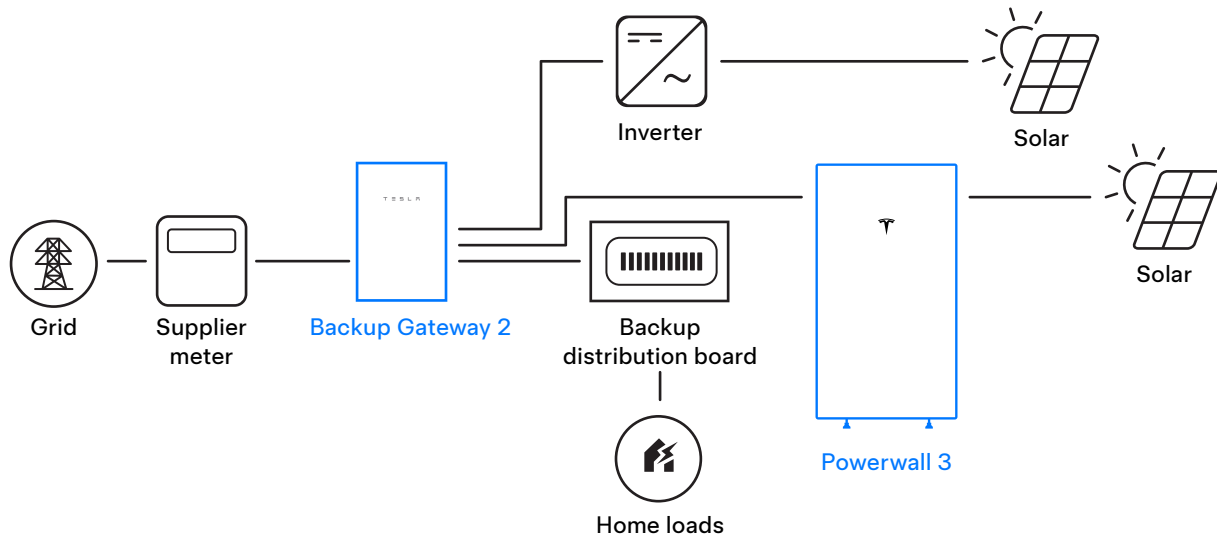 Inverter
Solar
TESLA
Solar
Grid
Supplier
meter
Backup Gateway 2
Backup
distribution board
Powerwall 3
Home loads